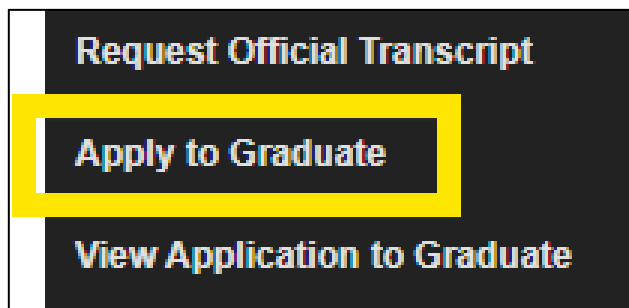 Request Official Transcript
Apply to Graduate
View Application to Graduate